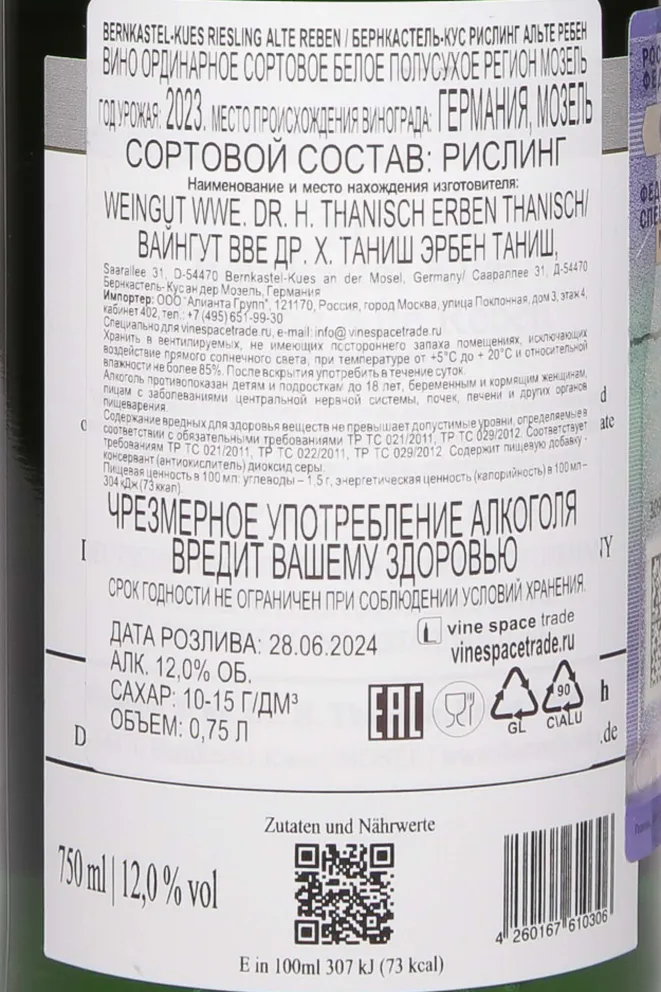 BERNKASTEL-KUES RIESLING ALTE REBEN / БЕРНКАСТЕЛЬ-КУС РИСЛИНГ АЛЬТЕ РЕБЕН
ВИНО ОРДИНАРНОЕ СОРТОВОЕ БЕЛОЕ ПОЛУСУХОЕ РЕГИОН МОЗЕЛЬ
ГОД УРОЖАЯ: 2023. МЕСТО ПРОИСХОЖДЕНИЯ ВИНОГРАДА: ГЕРМАНИЯ, МОЗЕЛЬ
СОРТОВОЙ СОСТАВ: РИСЛИНГ
Наименование и место нахождения изготовителя:
WEINGUT WWE. DR. H. THANISCH ERBEN THANISCH/
ВАЙНГУТ ВВЕ ДР. Х. ТАНИШ ЭРБЕН ТАНИШ,
Saarallee 31, D-54470 Bernkastel-Kues an der Mosel, Germany/ Саараллее 31, Д-54470
Бернкастель- Кус ан дер Мозель, Германия
Импортер: ООО "Алианта Групп", 121170, Россия, город Москва, улица Поклонная, дом 3, этаж 4,
кабинет 402, тел.: +7 (495) 651-99-30
Специально для vinespacetrade.ru, e-mail: info@ vinespacetrade.ru
Хранить в вентилируемых, не имеющих постороннего запаха помещениях, исключающих
воздействие прямого солнечного света, при температуре от +5°С до + 20°С и относительной
влажности не более 85%. После вскрытия употребить в течение суток.
Алкоголь противопоказан детям и подросткам до 18 лет, беременным и кормящим женщинам,
лицам с заболеваниями центральной нервной системы, почек, печени и других органов
пищеварения.
Содержание вредных для здоровья веществ не превышает допустимые уровни, определяемые в
соответствии с обязательными требованиями ТР ТС 021/2011, ТР ТС 029/2012. Соответствует
требованиям ТР ТС 021/2011, ТР ТС 022/2011, ТР ТС 029/2012. Содержит пищевую добавку -
консервант (антиокислитель) диоксид серы.
Пищевая ценность в 100 мл: углеводы – 1,5 г, энергетическая ценность (калорийность) в 100 мл –
304 кДж (73 ккал).
ЧРЕЗМЕРНОЕ УПОТРЕБЛЕНИЕ АЛКОГОЛЯ
ВРЕДИТ ВАШЕМУ ЗДОРОВЬЮ
СРОК ГОДНОСТИ НЕ ОГРАНИЧЕН ПРИ СОБЛЮДЕНИИ УСЛОВИЙ ХРАНЕНИЯ.
ДАТА РОЗЛИВА: 28.06.2024
АЛК. 12,0% ОБ.
САХАР: 10-15 Г/ДМ³
ОБЪЕМ: 0,75 Л
vine space trade
vinespacetrade.ru
EAC
GL
90
C\ALU
.de
Zutaten und Nährwerte
750 ml | 12,0 % vol
E in 100ml 307 kJ (73 kcal)
4 260167 610306